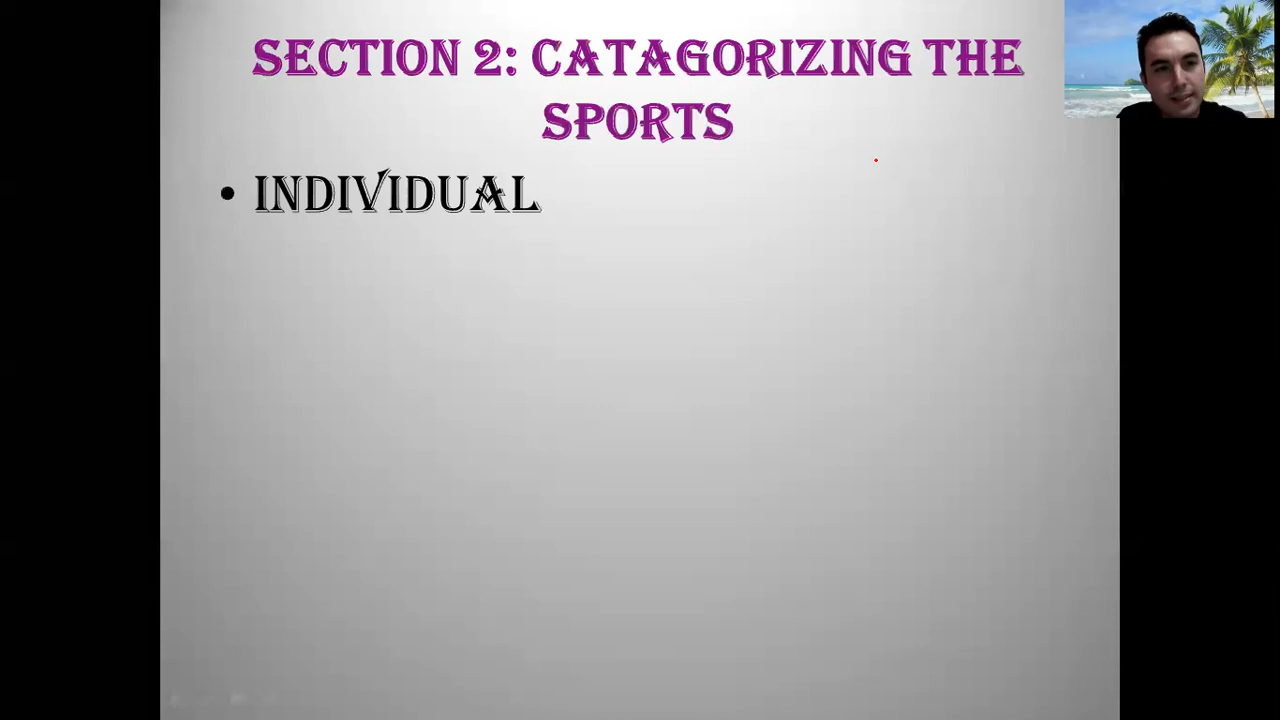 SECTION 2: CATAGORIZING THE
SPORTS
• INDIVIDUAL